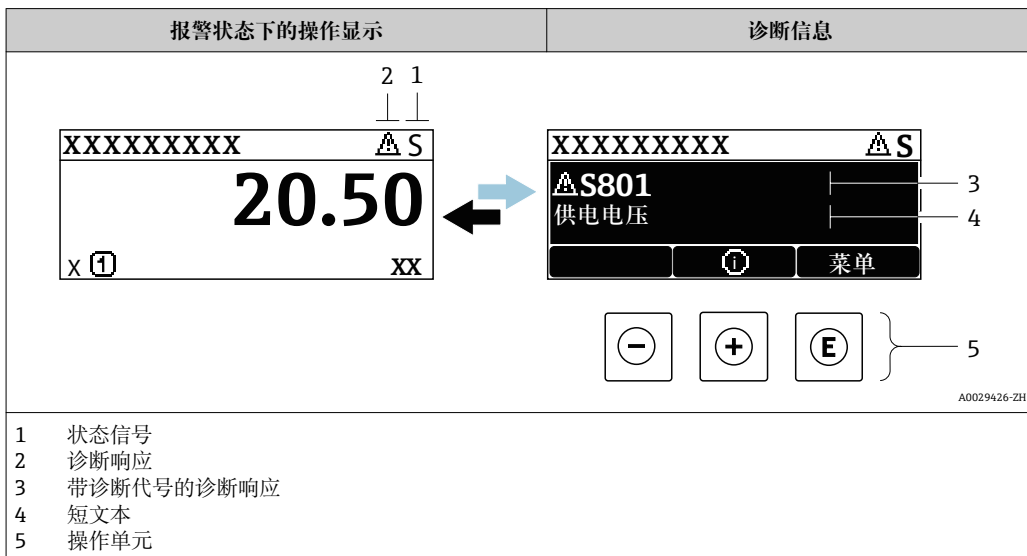 报警状态下的操作显示
诊断信息
2 1
XXXXXXXXX ⚠S
20.50
X 1 XX
XXXXXXXXX ⚠S
⚠S801
供电电压
i 菜单
3
4
- + E
5
A0029426-ZH
1 状态信号
2 诊断响应
3 带诊断代号的诊断响应
4 短文本
5 操作单元